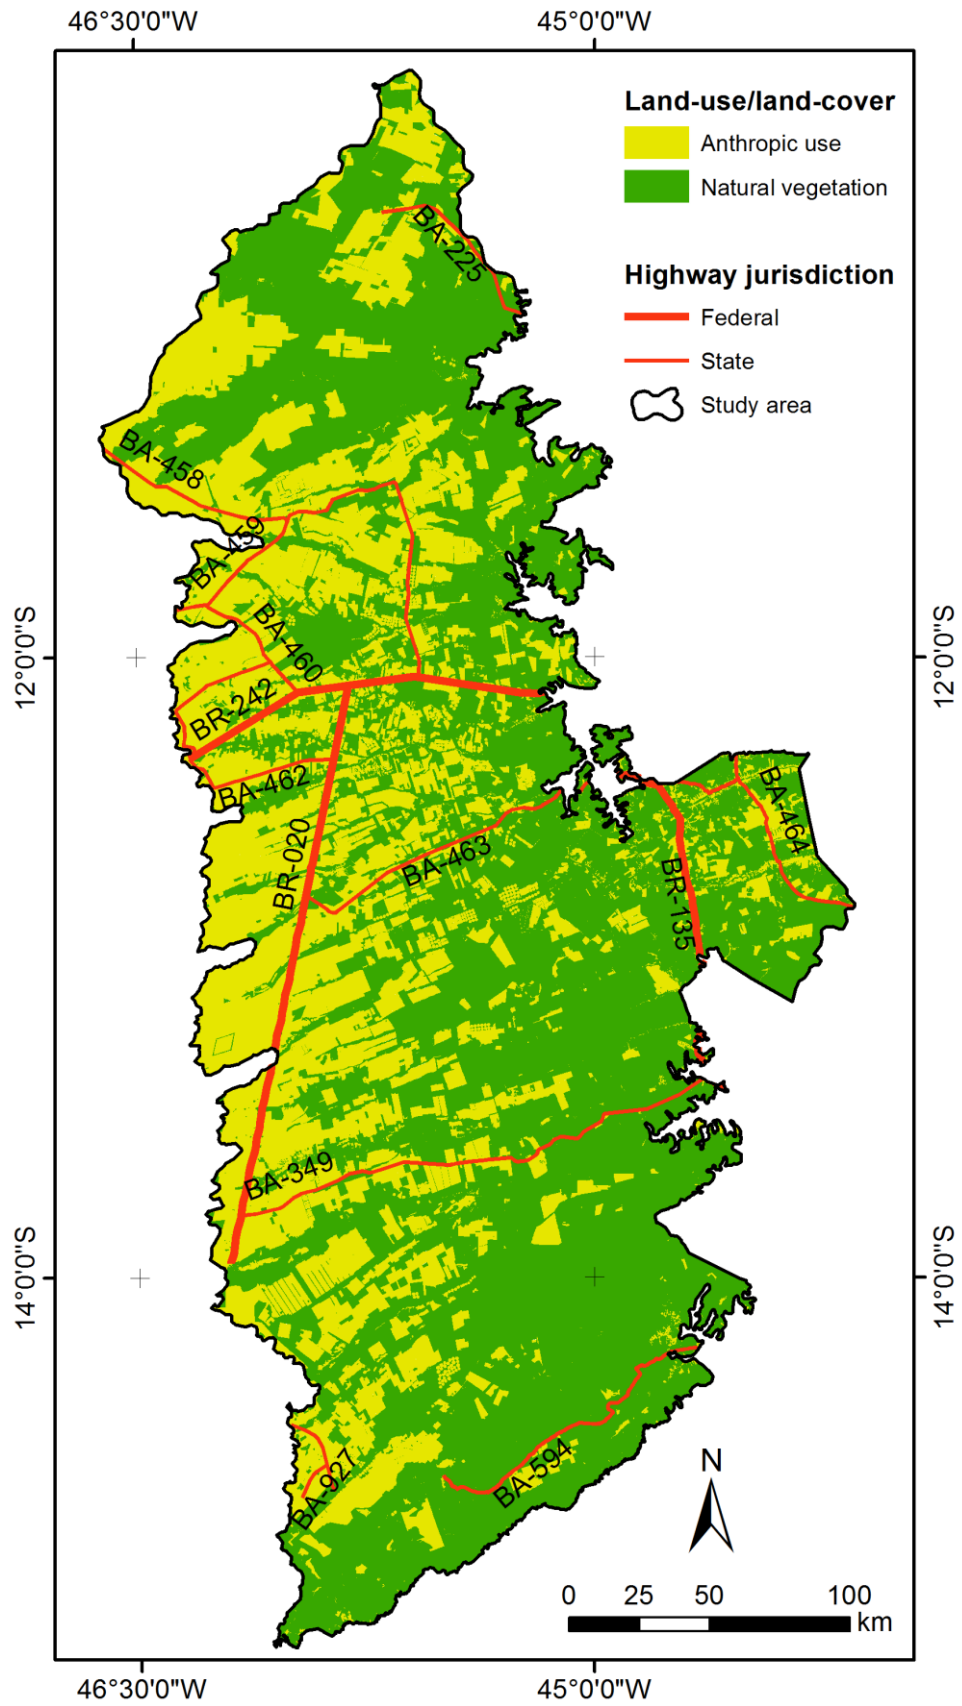 46°30'0"W
45°0'0"W
Land-use/land-cover
Anthropic use
Natural vegetation
Highway jurisdiction
Federal
State
Study area
BA-225
BA-458
BA-459
BA-460
12°0'0"S
12°0'0"S
BR-242
BA-462
BA-464
BR-020
BA-463
BR-135
BA-349
14°0'0"S
14°0'0"S
BA-927
BA-594
N
0 25 50 100
km
46°30'0"W
45°0'0"W